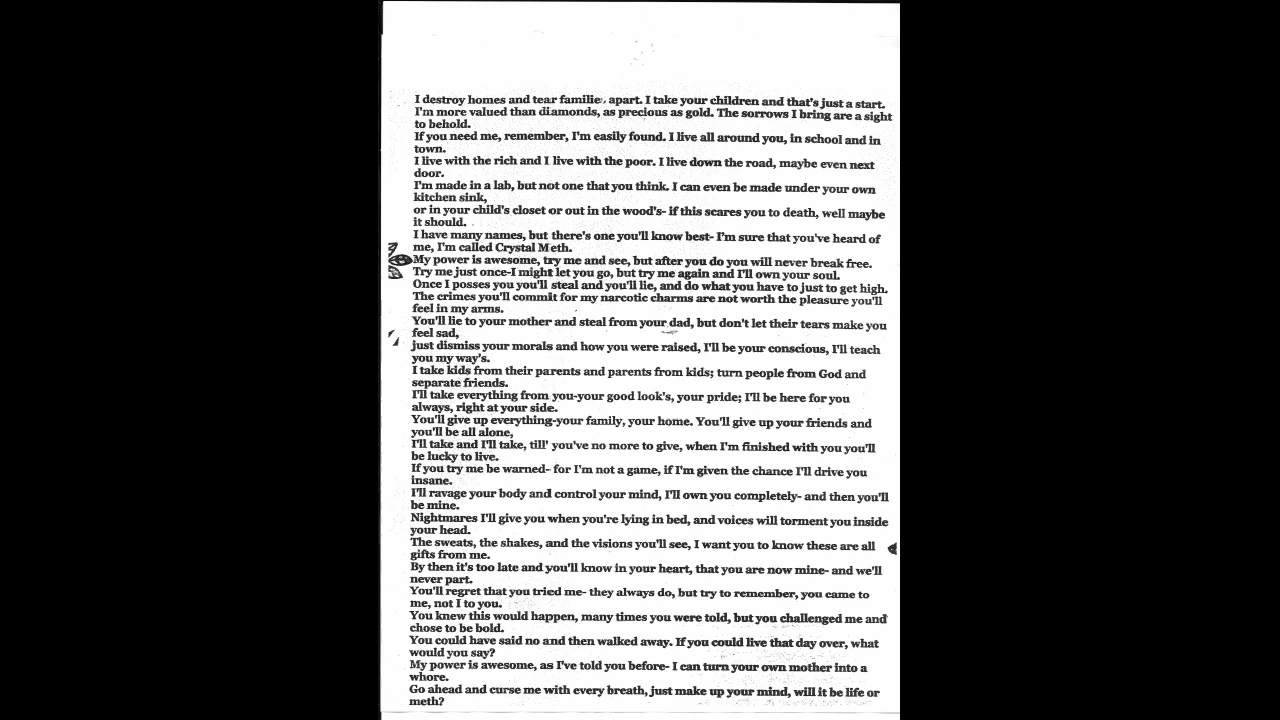 I destroy homes and tear families apart. I take your children and that's just a start.
I'm more valued than diamonds, as precious as gold. The sorrows I bring are a sight
to behold.
If you need me, remember, I'm easily found. I live all around you, in school and in
town.
I live with the rich and I live with the poor. I live down the road, maybe even next
door.
I'm made in a lab, but not one that you think. I can even be made under your own
kitchen sink,
or in your child's closet or out in the wood's- if this scares you to death, well maybe
it should.
I have many names, but there's one you'll know best- I'm sure that you've heard of
me, I'm called Crystal Meth.
My power is awesome, try me and see, but after you do you will never break free.
Try me just once-I might let you go, but try me again and I'll own your soul.
Once I posses you you'll steal and you'll lie, and do what you have to just to get high.
The crimes you'll commit for my narcotic charms are not worth the pleasure you'll
feel in my arms.
You'll lie to your mother and steal from your dad, but don't let their tears make you
feel sad,
just dismiss your morals and how you were raised, I'll be your conscious, I'll teach
you my way's.
I take kids from their parents and parents from kids; turn people from God and
separate friends.
I'll take everything from you-your good look's, your pride; I'll be here for you
always, right at your side.
You'll give up everything-your family, your home. You'll give up your friends and
you'll be all alone,
I'll take and I'll take, till' you've no more to give, when I'm finished with you you'll
be lucky to live.
If you try me be warned- for I'm not a game, if I'm given the chance I'll drive you
insane.
I'll ravage your body and control your mind, I'll own you completely- and then you'll
be mine.
Nightmares I'll give you when you're lying in bed, and voices will torment you inside
your head.
The sweats, the shakes, and the visions you'll see, I want you to know these are all
gifts from me.
By then it's too late and you'll know in your heart, that you are now mine- and we'll
never part.
You'll regret that you tried me- they always do, but try to remember, you came to
me, not I to you.
You knew this would happen, many times you were told, but you challenged me and
chose to be bold.
You could have said no and then walked away. If you could live that day over, what
would you say?
My power is awesome, as I've told you before- I can turn your own mother into a
whore.
Go ahead and curse me with every breath, just make up your mind, will it be life or
meth?